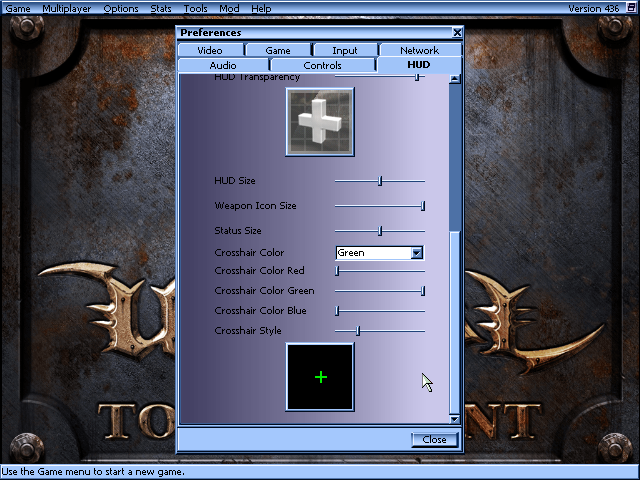 Game Multiplayer Options Stats Tools Mod Help Version 436
Preferences
Video Game Input Network
Audio Controls HUD
HUD Transparency
HUD Size
Weapon Icon Size
Status Size
Crosshair Color Green
Crosshair Color Red
Crosshair Color Green
Crosshair Color Blue
Crosshair Style
TO NT
Close
Use the Game menu to start a new game.